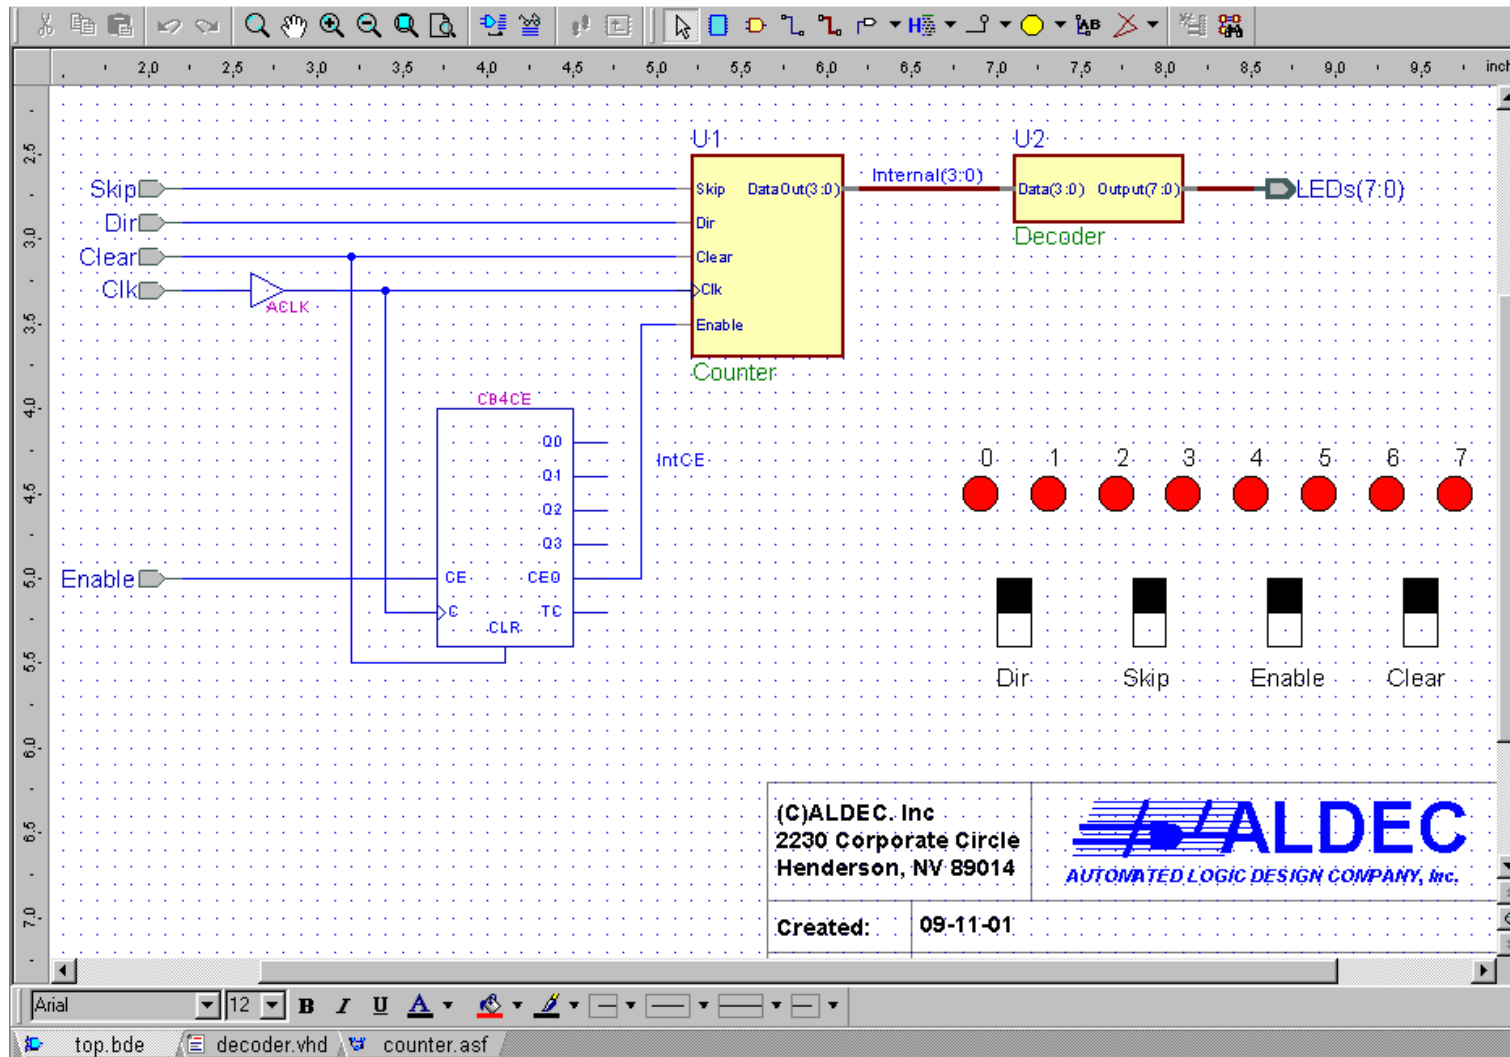 H
AB
2,0 2,5 3,0 3,5 4,0 4,5 5,0 5,5 6,0 6,5 7,0 7,5 8,0 8,5 9,0 9,5 inch
2,5
3,0
3,5
4,0
4,5
5,0
5,5
6,0
6,5
7,0
U1 U2
Skip
Dir
Clear
Clk
ACLK
Skip DataOut(3:0)
Dir
Clear
Clk
Enable
Counter
Internal(3:0)
Data(3:0) Output(7:0)
Decoder
LEDs(7:0)
CB4CE
Q0
Q1
Q2
Q3
CE CEO
C TC
CLR
IntCE
Enable
0 1 2 3 4 5 6 7
Dir Skip Enable Clear
(C)ALDEC. Inc
2230 Corporate Circle
Henderson, NV 89014
ALDEC
AUTOMATED LOGIC DESIGN COMPANY, Inc.
Created: 09-11-01
Arial 12 B I U A
top.bde decoder.vhd counter.asf